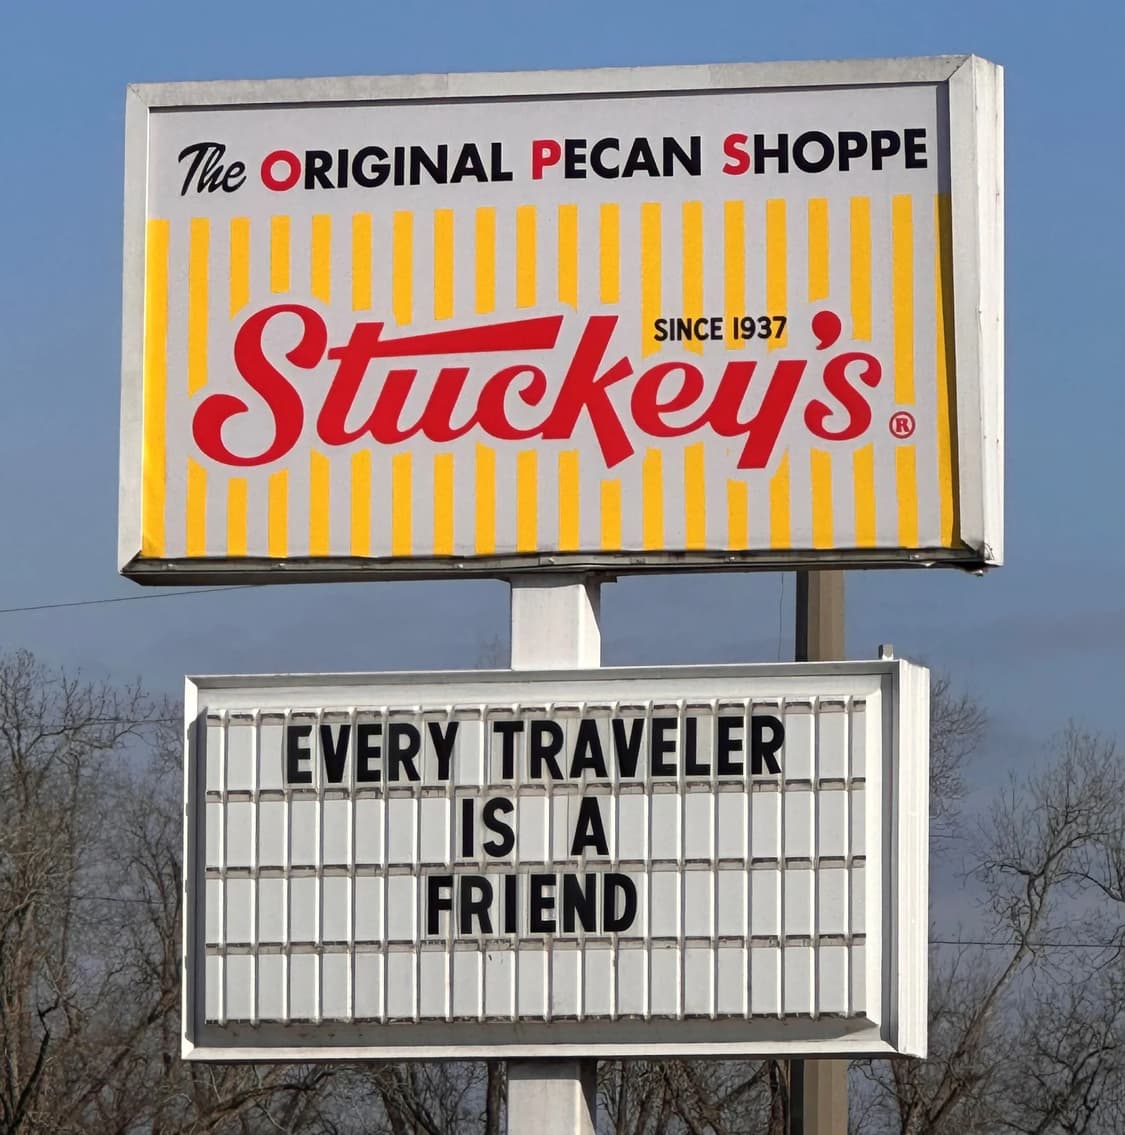 The ORIGINAL PECAN SHOPPE
SINCE 1937
Stuckey's®
EVERY TRAVELER
IS A
FRIEND